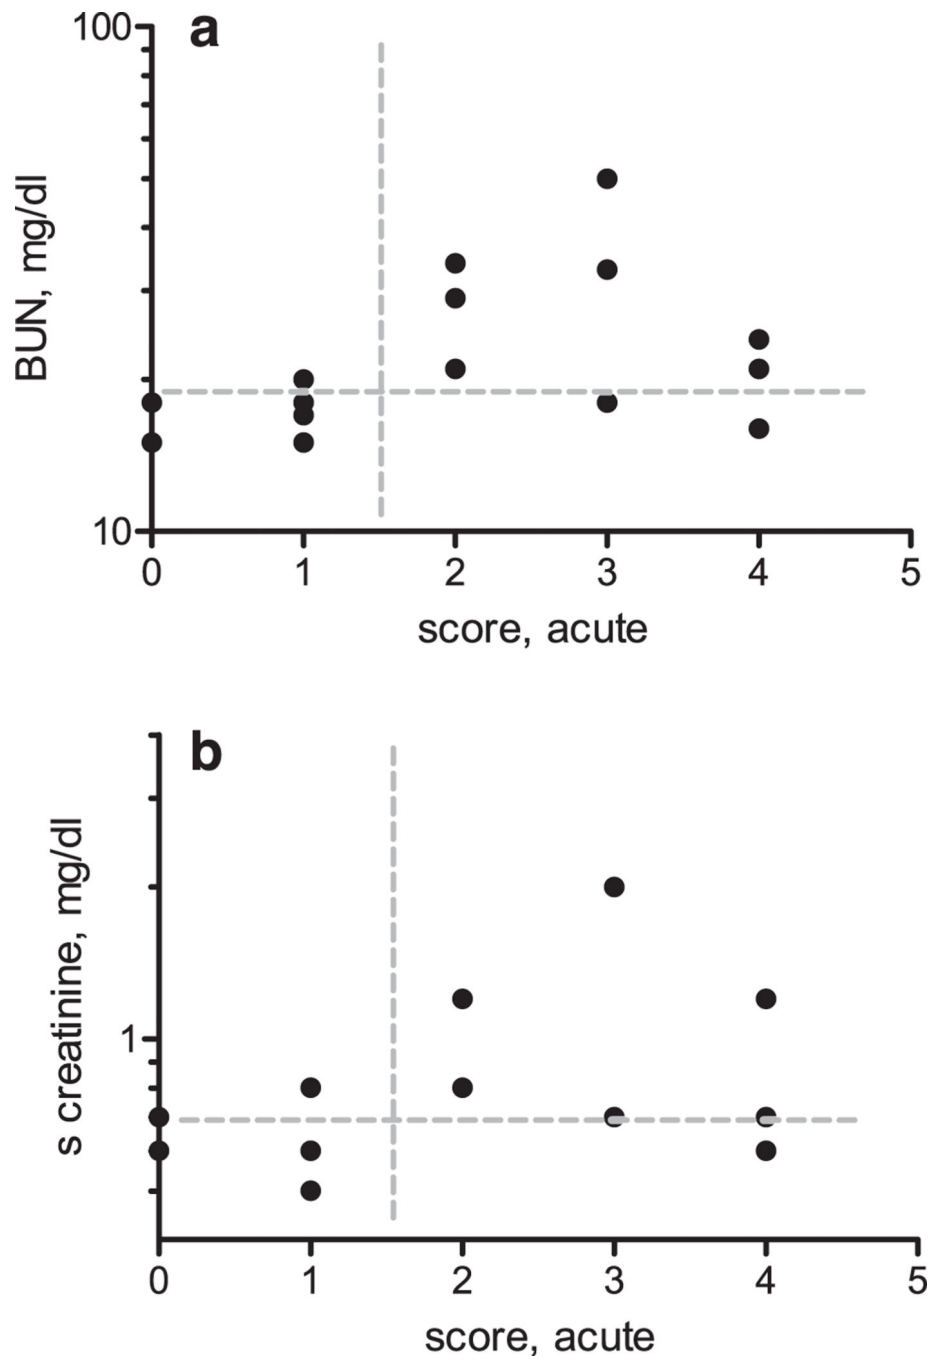 a
100
BUN, mg/dl
10
0 1 2 3 4 5
score, acute
b
s creatinine, mg/dl
1
0 1 2 3 4 5
score, acute